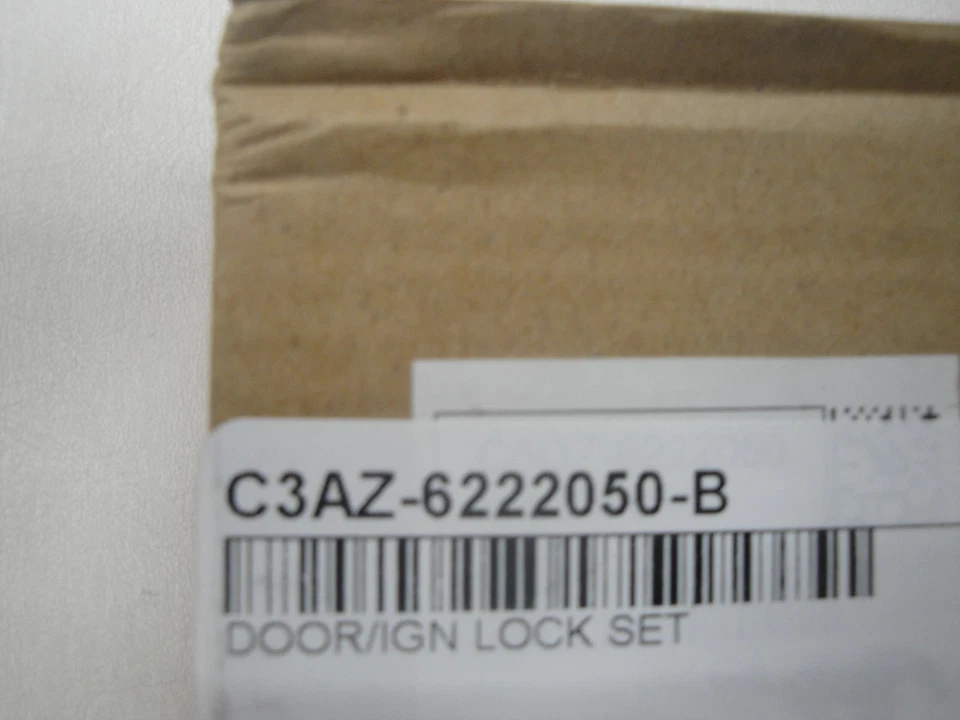 C3AZ-6222050-B
DOOR/IGN LOCK SET